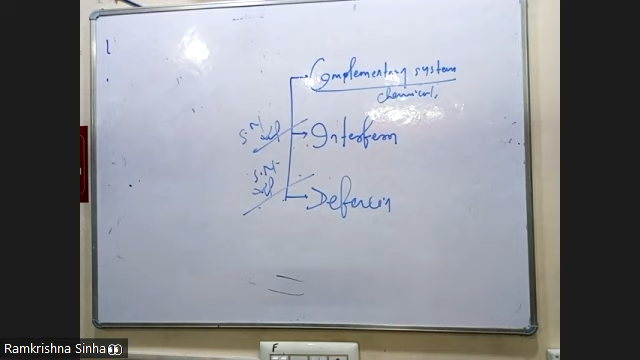 Complementary system
chemical,
S.N
Interferon
S.N
Defensin
Ramkrishna Sinha
F